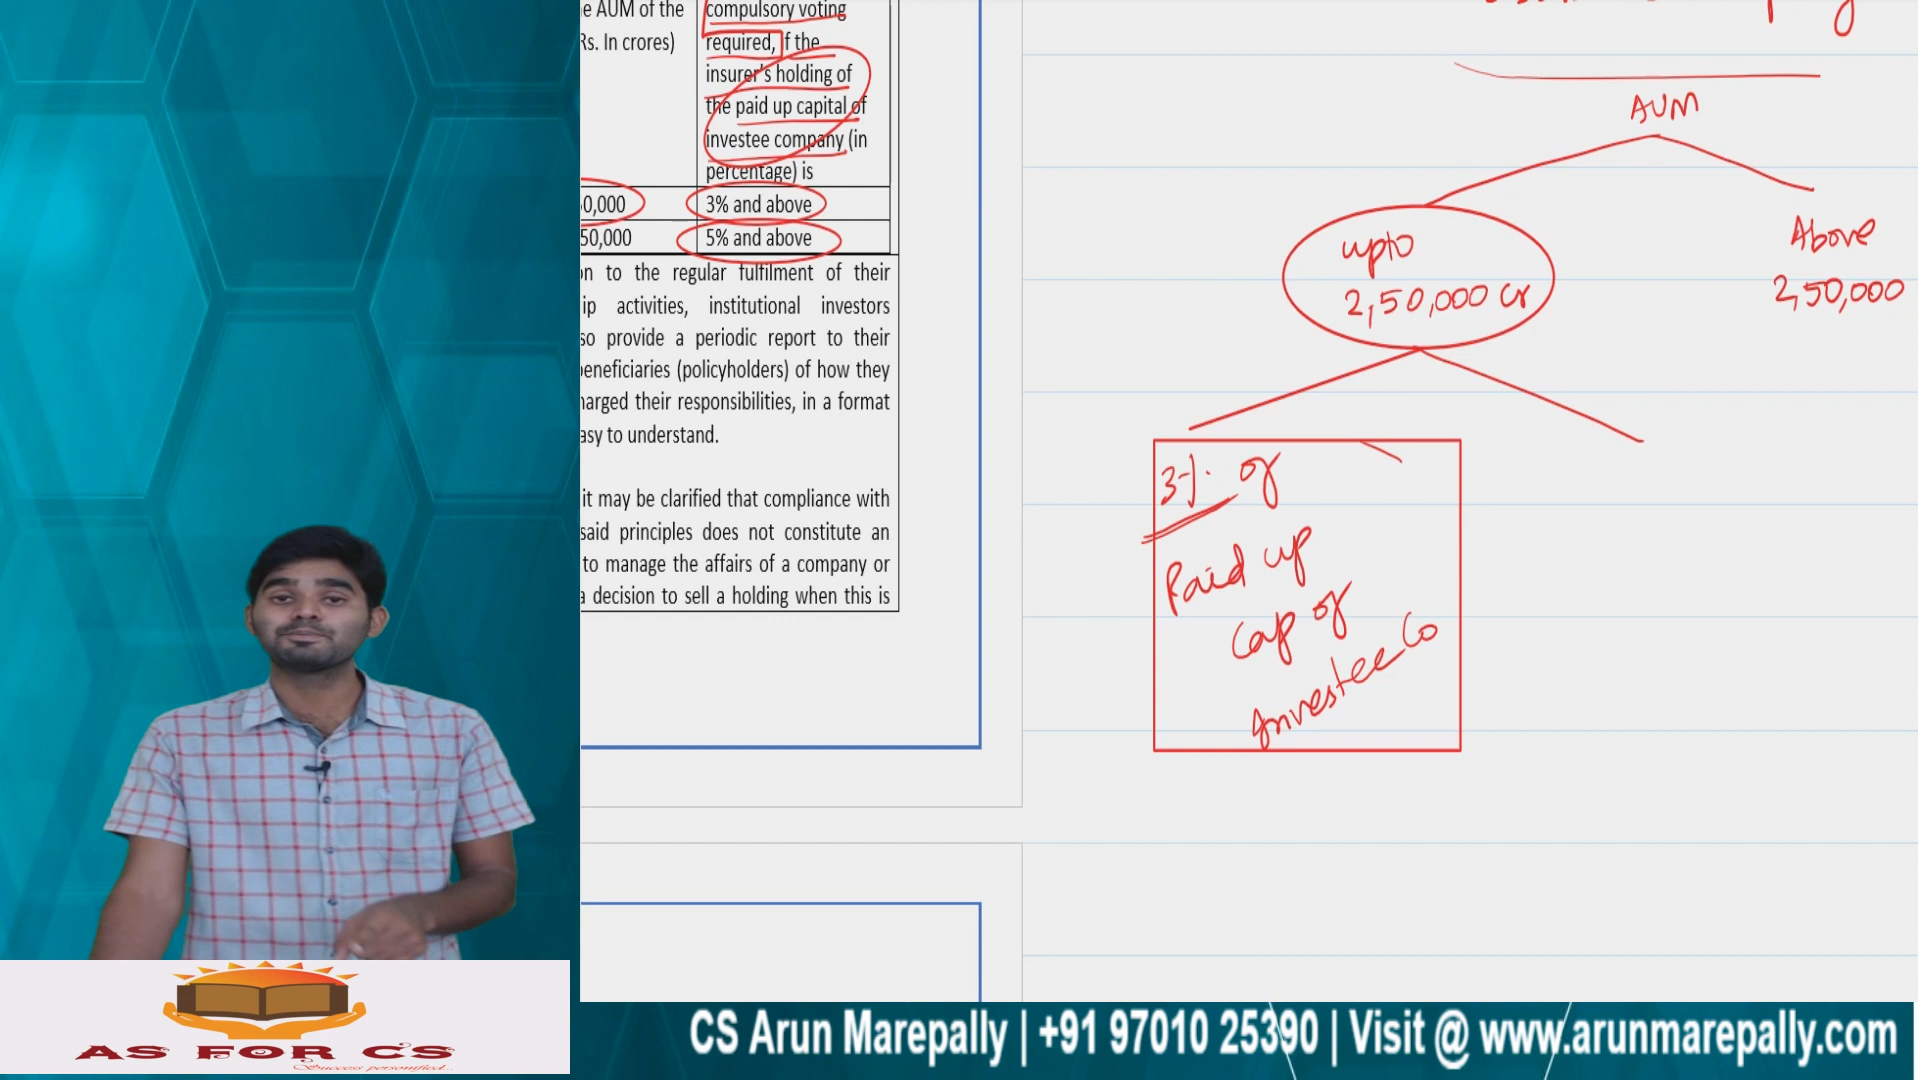 e AUM of the
Rs. In crores)
compulsory voting
required, if the
insurer's holding of
the paid up capital of
investee company (in
percentage) is
0,000
3% and above
50,000
5% and above
on to the regular fulfilment of their
ip activities, institutional investors
so provide a periodic report to their
beneficiaries (policyholders) of how they
harged their responsibilities, in a format
asy to understand.
it may be clarified that compliance with
said principles does not constitute an
to manage the affairs of a company or
a decision to sell a holding when this is
AUM
upto
2,50,000 cr
Above
2,50,000
3%. of
Paid up
Cap of
Investee Co
AS FOR CS
Success personified...
CS Arun Marepally | +91 97010 25390 | Visit @ www.arunmarepally.com